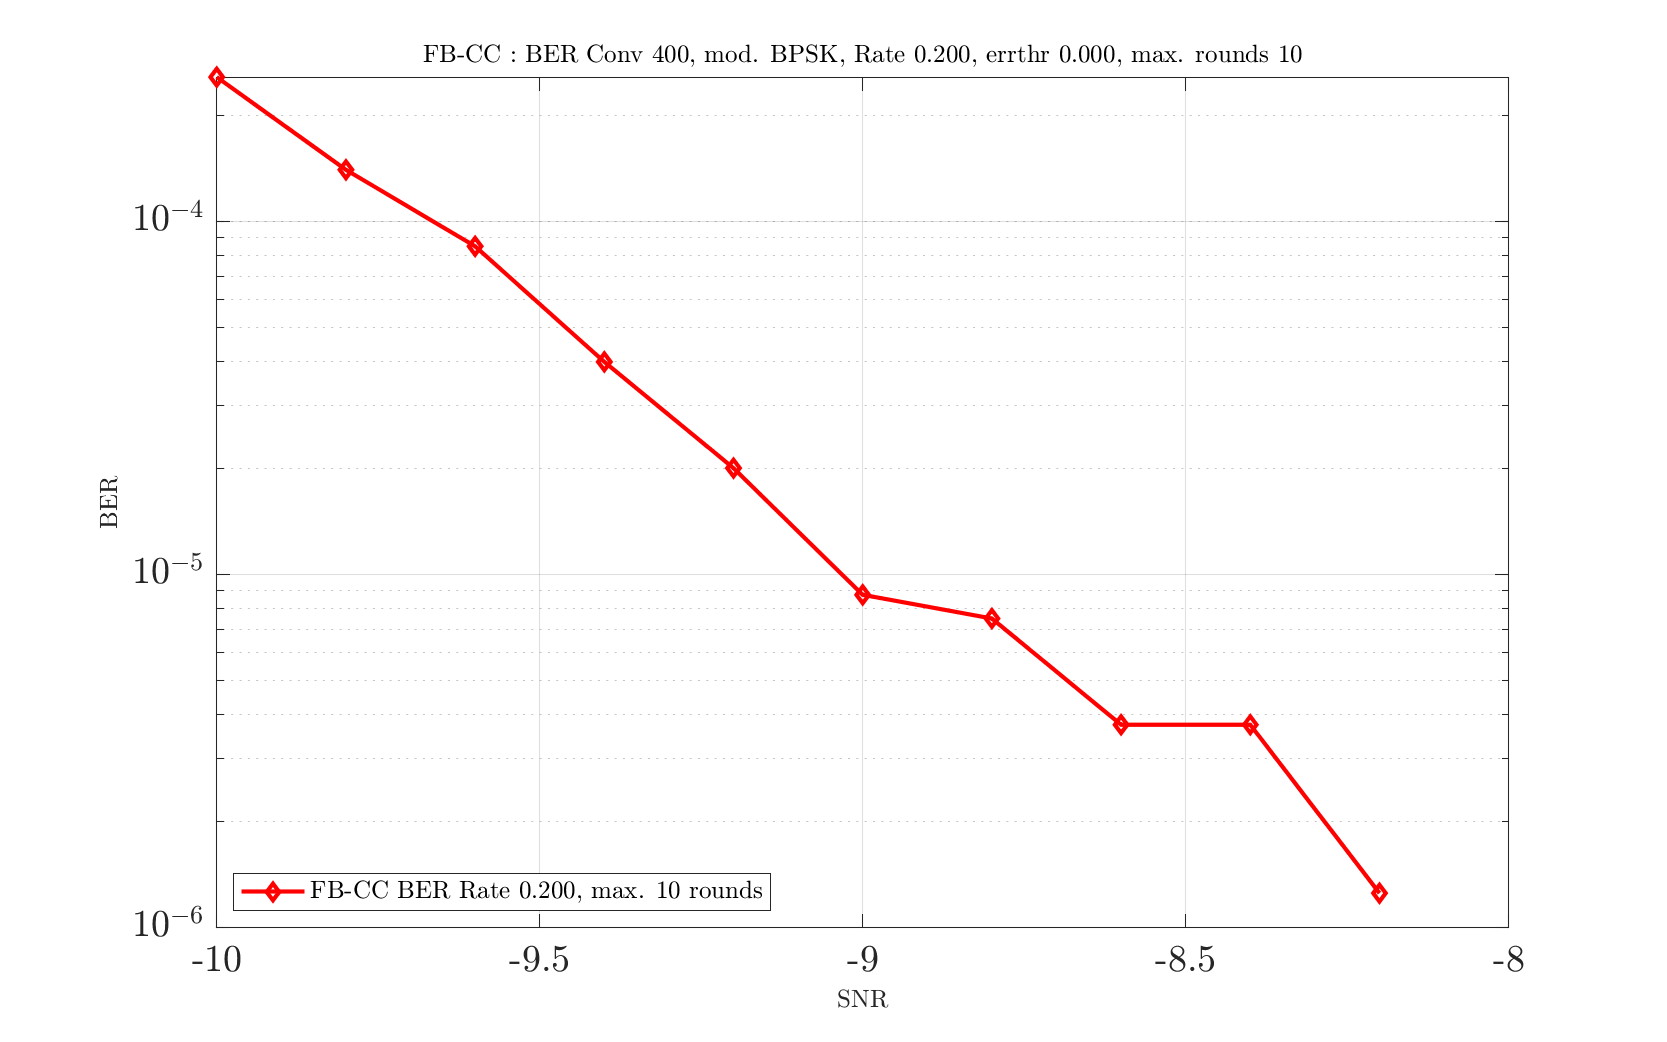 FB-CC : BER Conv 400, mod. BPSK, Rate 0.200, errthr 0.000, max. rounds 10
10^{-4}
10^{-5}
10^{-6}
BER
FB-CC BER Rate 0.200, max. 10 rounds
-10 -9.5 -9 -8.5 -8
SNR